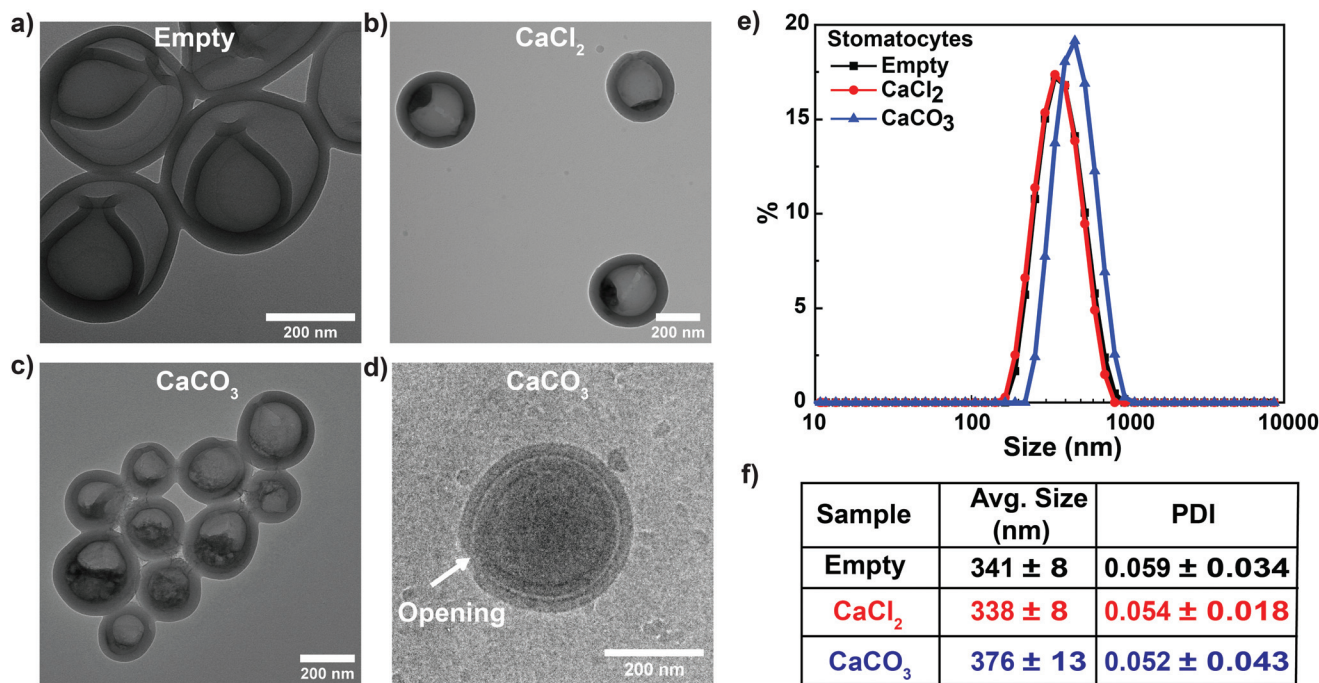 a)
Empty
200 nm
b)
CaCl₂
200 nm
c)
CaCO₃
200 nm
d)
CaCO₃
Opening
200 nm
e)
20
15
10
5
0
%
Stomatocytes
Empty
CaCl₂
CaCO₃
10 100 1000 10000
Size (nm)
f)
Sample Avg. Size (nm) PDI
Empty 341 ± 8 0.059 ± 0.034
CaCl₂ 338 ± 8 0.054 ± 0.018
CaCO₃ 376 ± 13 0.052 ± 0.043